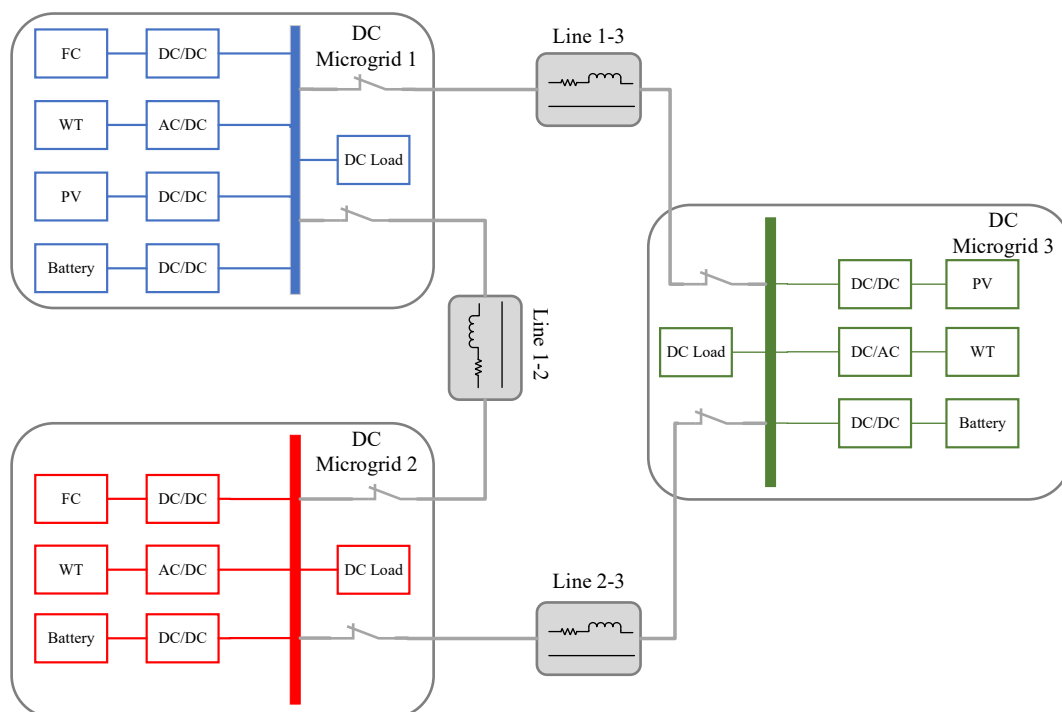 DC
Microgrid 1
FC
DC/DC
WT
AC/DC
DC Load
PV
DC/DC
Battery
DC/DC
Line 1-3
Line 1-2
DC
Microgrid 3
DC/DC
PV
DC Load
DC/AC
WT
DC/DC
Battery
DC
Microgrid 2
FC
DC/DC
WT
AC/DC
DC Load
Battery
DC/DC
Line 2-3